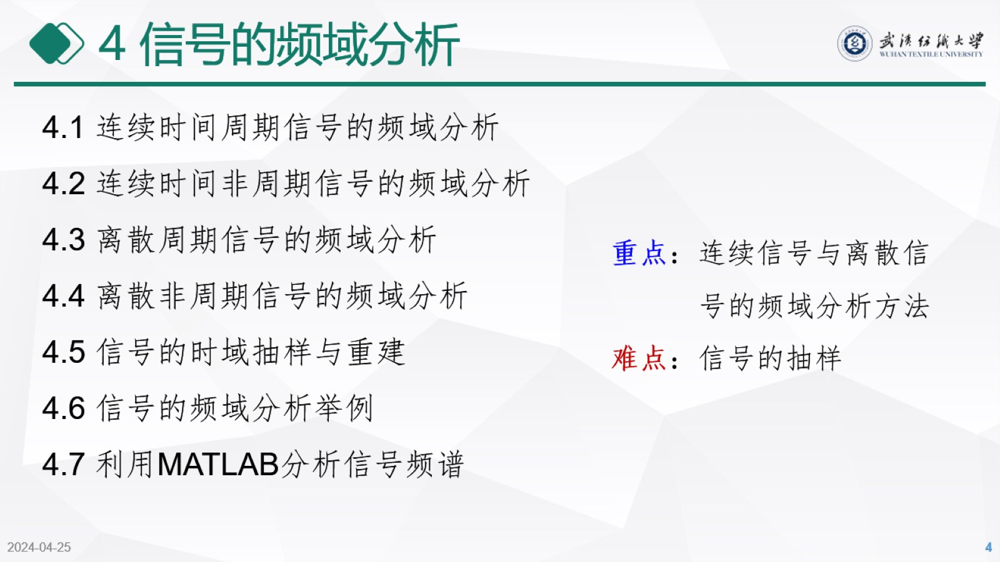 4 信号的频域分析
武汉纺织大学
WUHAN TEXTILE UNIVERSITY
4.1 连续时间周期信号的频域分析
4.2 连续时间非周期信号的频域分析
4.3 离散周期信号的频域分析
4.4 离散非周期信号的频域分析
4.5 信号的时域抽样与重建
4.6 信号的频域分析举例
4.7 利用MATLAB分析信号频谱
重点：连续信号与离散信
号的频域分析方法
难点：信号的抽样
2024-04-25
4